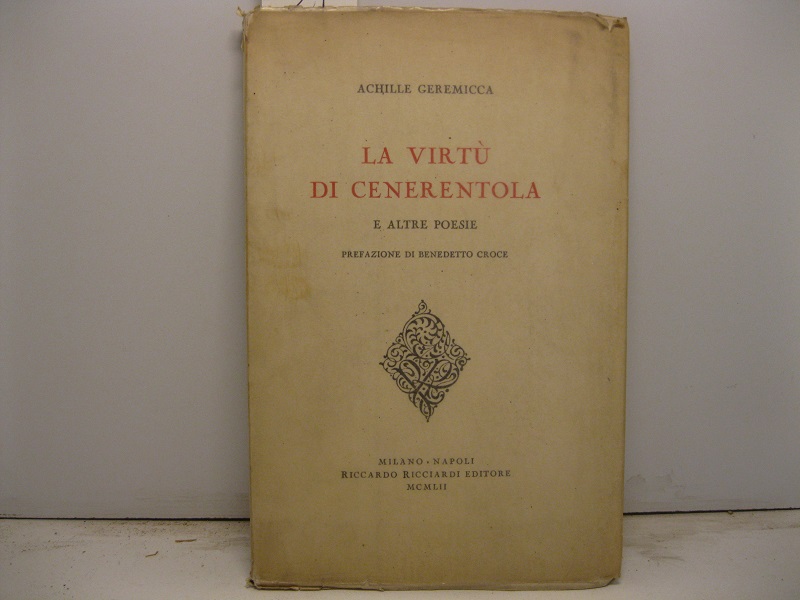 ACHILLE GEREMICCA
LA VIRTÙ
DI CENERENTOLA
E ALTRE POESIE
PREFAZIONE DI BENEDETTO CROCE
MILANO · NAPOLI
RICCARDO RICCIARDI EDITORE
MCMLII